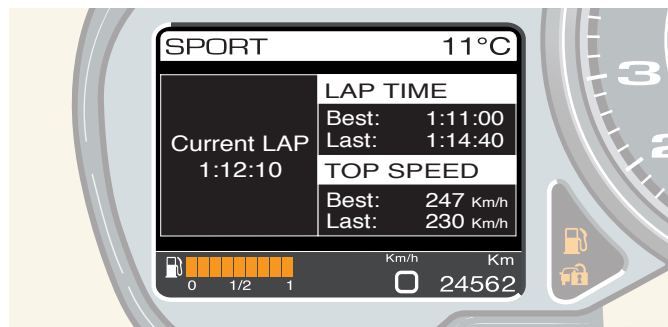 SPORT 11°C
LAP TIME
Best: 1:11:00
Last: 1:14:40
Current LAP
1:12:10
TOP SPEED
Best: 247 Km/h
Last: 230 Km/h
0 1/2 1
Km/h
0
Km
24562
3
2